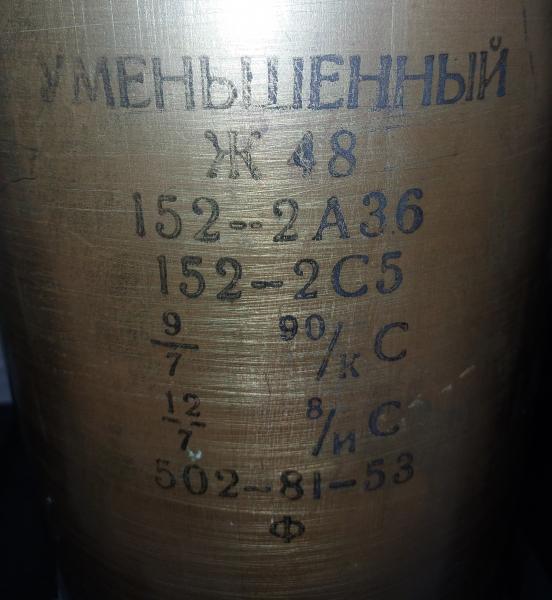 УМЕНЬШЕННЫЙ
Ж 48
152-2А36
152-2С5
9/7 90/к С
12/7 8/и С
502-81-53
Ф